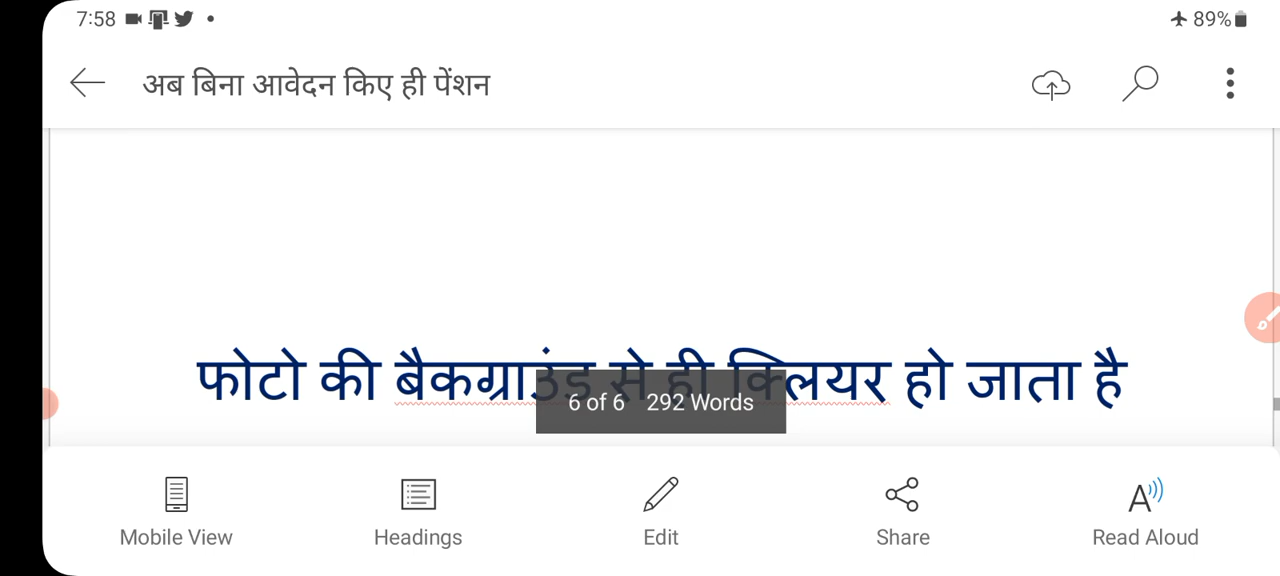 7:58
89%
अब बिना आवेदन किए ही पेंशन
फोटो की बैकग्राउंड से ही क्लियर हो जाता है
6 of 6 292 Words
Mobile View
Headings
Edit
Share
Read Aloud